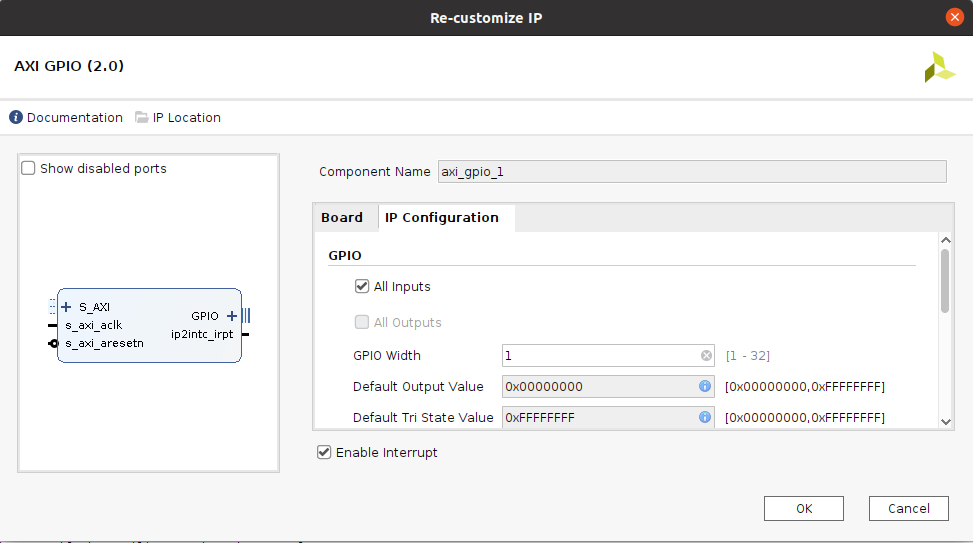 Re-customize IP
AXI GPIO (2.0)
Documentation IP Location
Show disabled ports
S_AXI
s_axi_aclk
s_axi_aresetn
GPIO
ip2intc_irpt
Component Name axi_gpio_1
Board IP Configuration
GPIO
All Inputs
All Outputs
GPIO Width 1 [1 - 32]
Default Output Value 0x00000000 [0x00000000,0xFFFFFFFF]
Default Tri State Value 0xFFFFFFFF [0x00000000,0xFFFFFFFF]
Enable Interrupt
OK Cancel